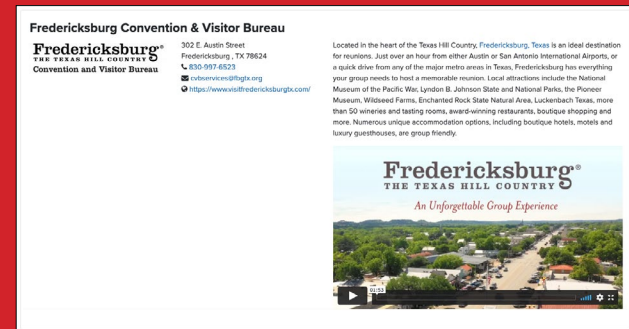 Fredericksburg Convention & Visitor Bureau
Fredericksburg®
THE TEXAS HILL COUNTRY
Convention and Visitor Bureau
302 E. Austin Street
Fredericksburg , TX 78624
830-997-6523
cvbservices@fbgtx.org
https://www.visitfredericksburgtx.com/
Located in the heart of the Texas Hill Country, Fredericksburg, Texas is an ideal destination
for reunions. Just over an hour from either Austin or San Antonio International Airports, or
a quick drive from any of the major metro areas in Texas, Fredericksburg has everything
your group needs to host a memorable reunion. Local attractions include the National
Museum of the Pacific War, Lyndon B. Johnson State and National Parks, the Pioneer
Museum, Wildseed Farms, Enchanted Rock State Natural Area, Luckenbach Texas, more
than 50 wineries and tasting rooms, award-winning restaurants, boutique shopping and
more. Numerous unique accommodation options, including boutique hotels, motels and
luxury guesthouses, are group friendly.
Fredericksburg®
THE TEXAS HILL COUNTRY
An Unforgettable Group Experience
01:53